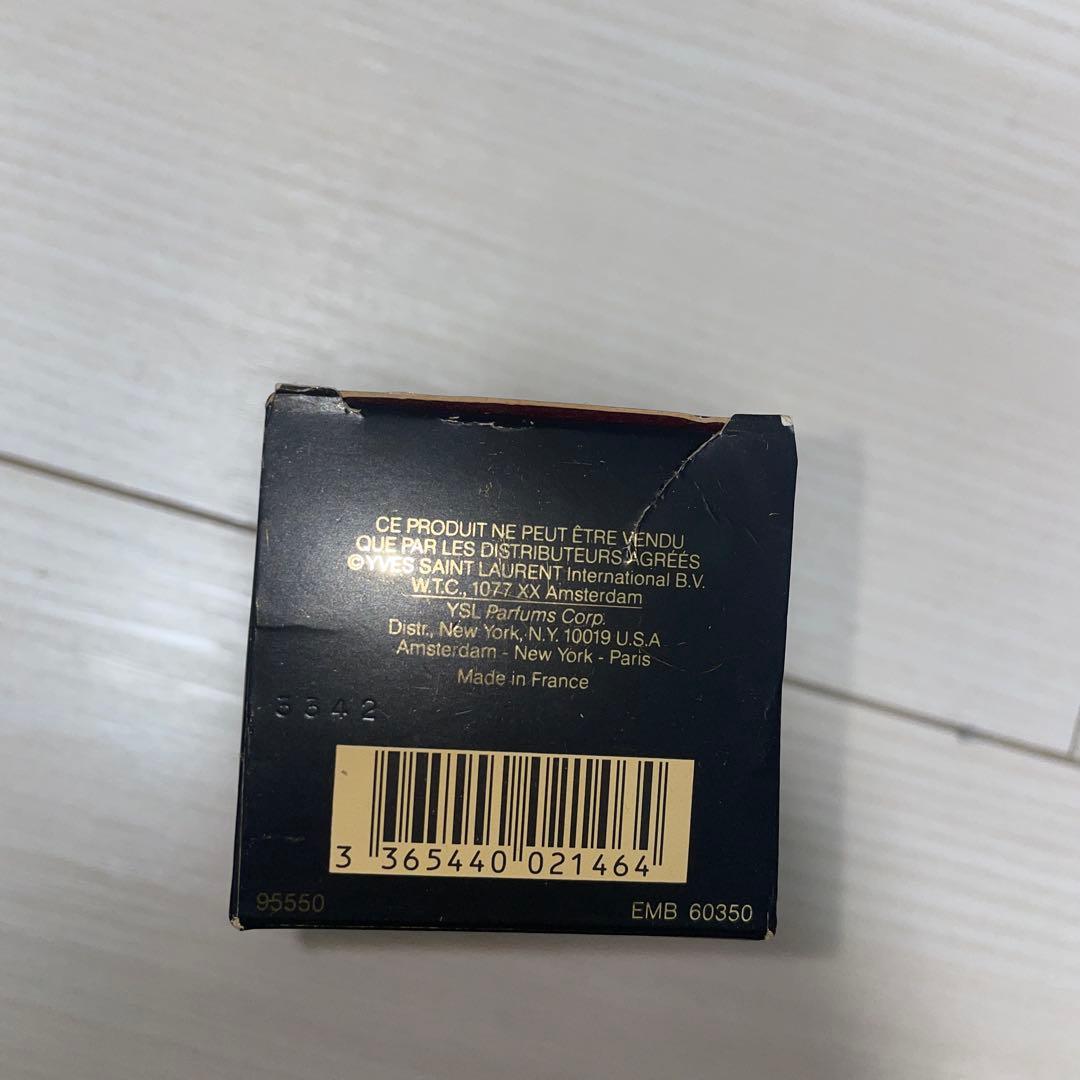 CE PRODUIT NE PEUT ÊTRE VENDU
QUE PAR LES DISTRIBUTEURS AGRÉÉS
©YVES SAINT LAURENT International B.V.
W.T.C., 1077 XX Amsterdam
YSL Parfums Corp.
Distr., New York, N.Y. 10019 U.S.A
Amsterdam - New York - Paris
Made in France
5342
3 365440 021464
95550
EMB 60350